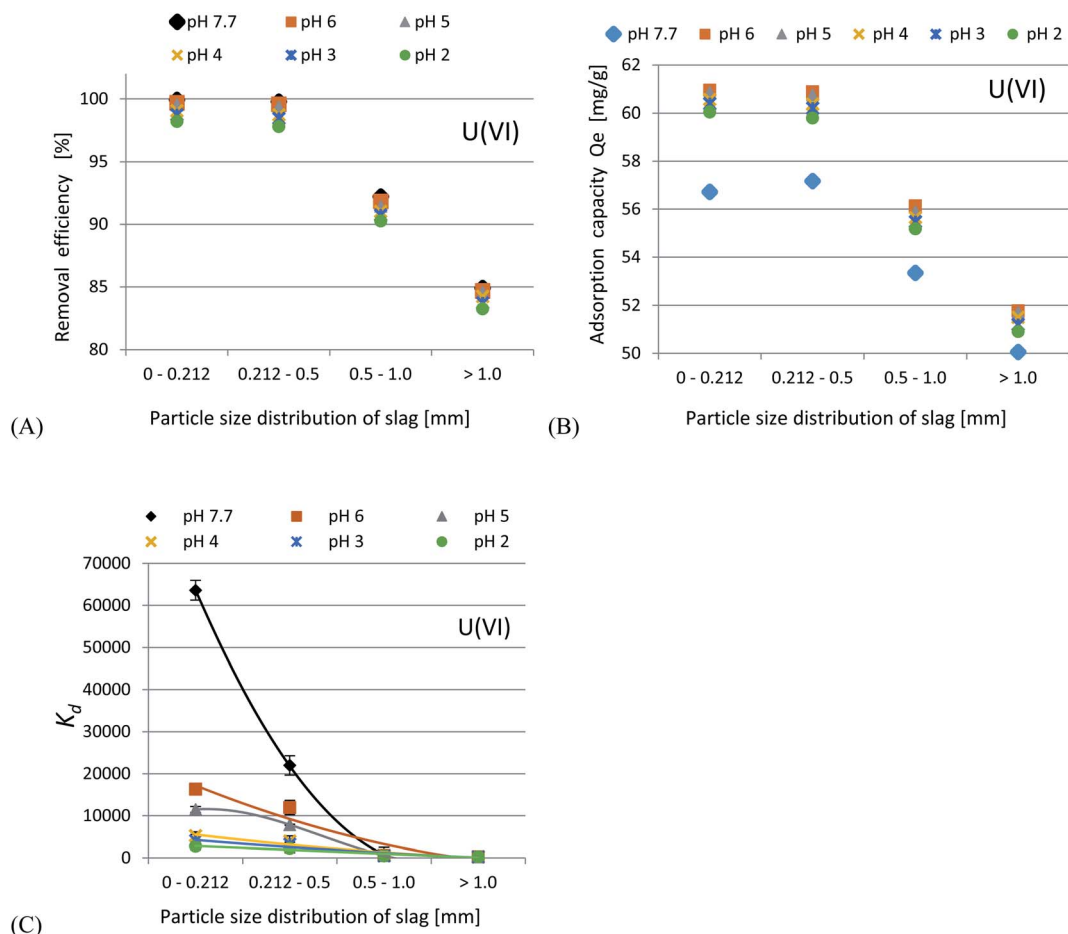 pH 7.7 pH 6 pH 5
pH 4 pH 3 pH 2
100
95
90
85
80
Removal efficiency [%]
U(VI)
0 - 0.212 0.212 - 0.5 0.5 - 1.0 > 1.0
Particle size distribution of slag [mm]
(A)
pH 7.7 pH 6 pH 5 pH 4 pH 3 pH 2
62
60
58
56
54
52
50
Adsorption capacity Qe [mg/g]
U(VI)
0 - 0.212 0.212 - 0.5 0.5 - 1.0 > 1.0
Particle size distribution of slag [mm]
(B)
pH 7.7 pH 6 pH 5
pH 4 pH 3 pH 2
70000
60000
50000
40000
30000
20000
10000
0
Kd
U(VI)
0 - 0.212 0.212 - 0.5 0.5 - 1.0 > 1.0
Particle size distribution of slag [mm]
(C)